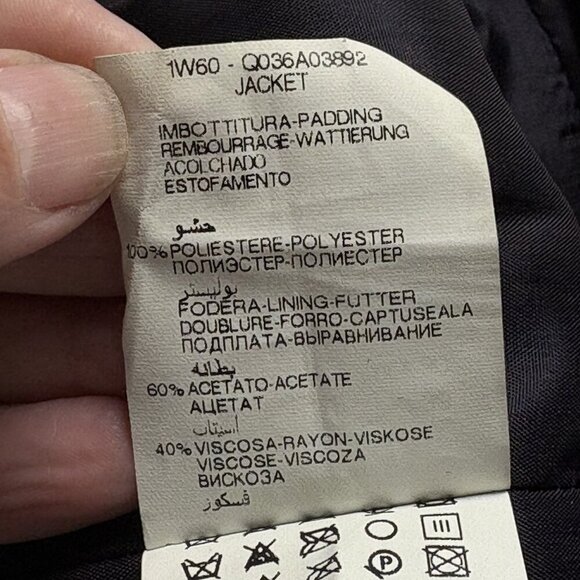 1W60 - Q036A03892
JACKET
IMBOTTITURA-PADDING
REMBOURRAGE-WATTIERUNG
ACOLCHADO
ESTOFAMENTO
حشو
100% POLIESTERE-POLYESTER
ПОЛИЭСТЕР-ПОЛИЕСТЕР
بوليستر
FODERA-LINING-FUTTER
DOUBLURE-FORRO-CAPTUSEALA
ПОДПЛАТА-ВЫРАВНИВАНИЕ
بطانه
60% ACETATO-ACETATE
АЦЕТАТ
أسيتات
40% VISCOSA-RAYON-VISKOSE
VISCOSE-VISCOZA
ВИСКОЗА
فسكوز
P